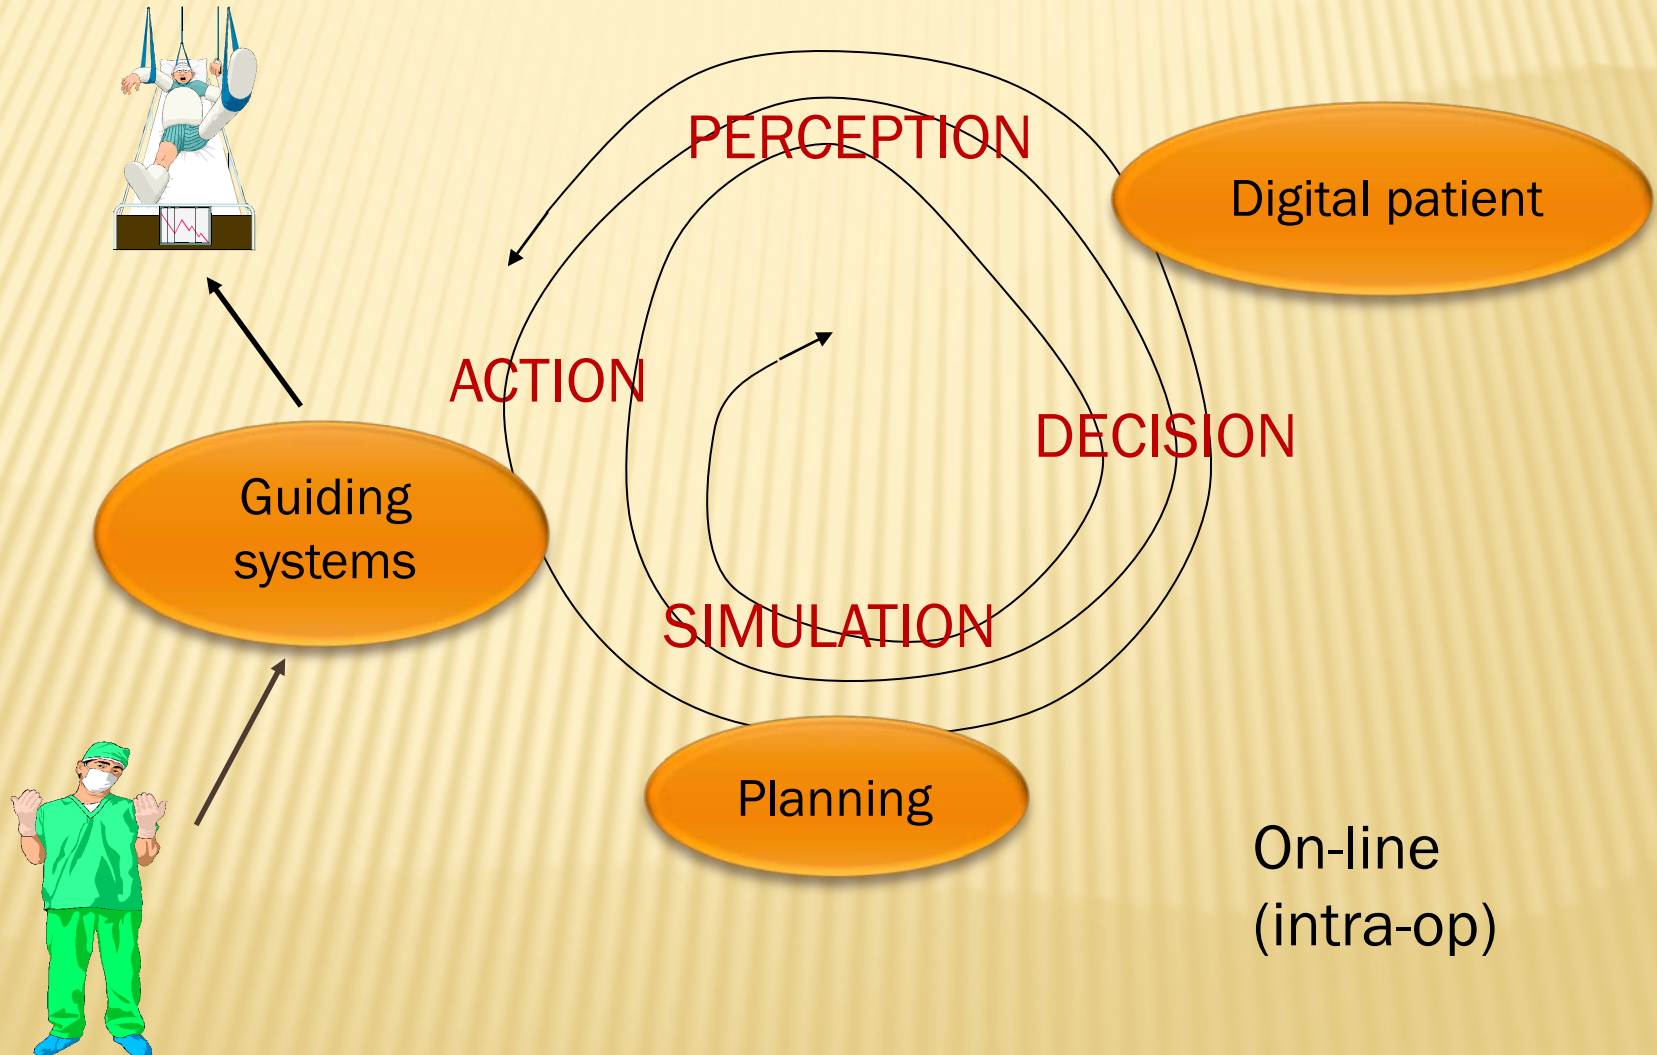 PERCEPTION
Digital patient
ACTION
DECISION
Guiding
systems
SIMULATION
Planning
On-line
(intra-op)